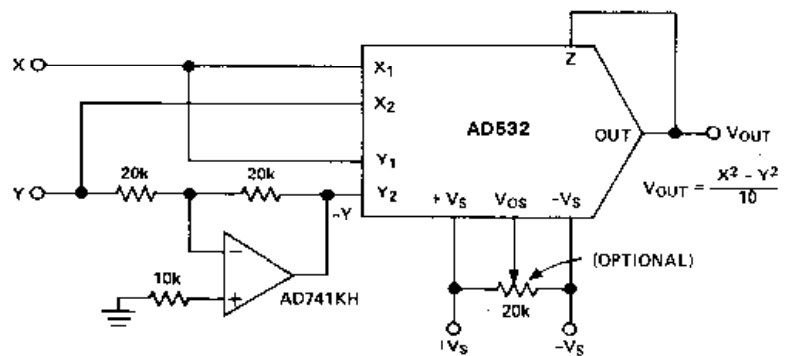 Z
X
X1
X2
AD532
OUT
VOUT
Y1
20k
20k
Y
Y2
-Y
+VS
VOS
-VS
VOUT = X² - Y² / 10
(OPTIONAL)
10k
AD741KH
20k
+VS
-VS